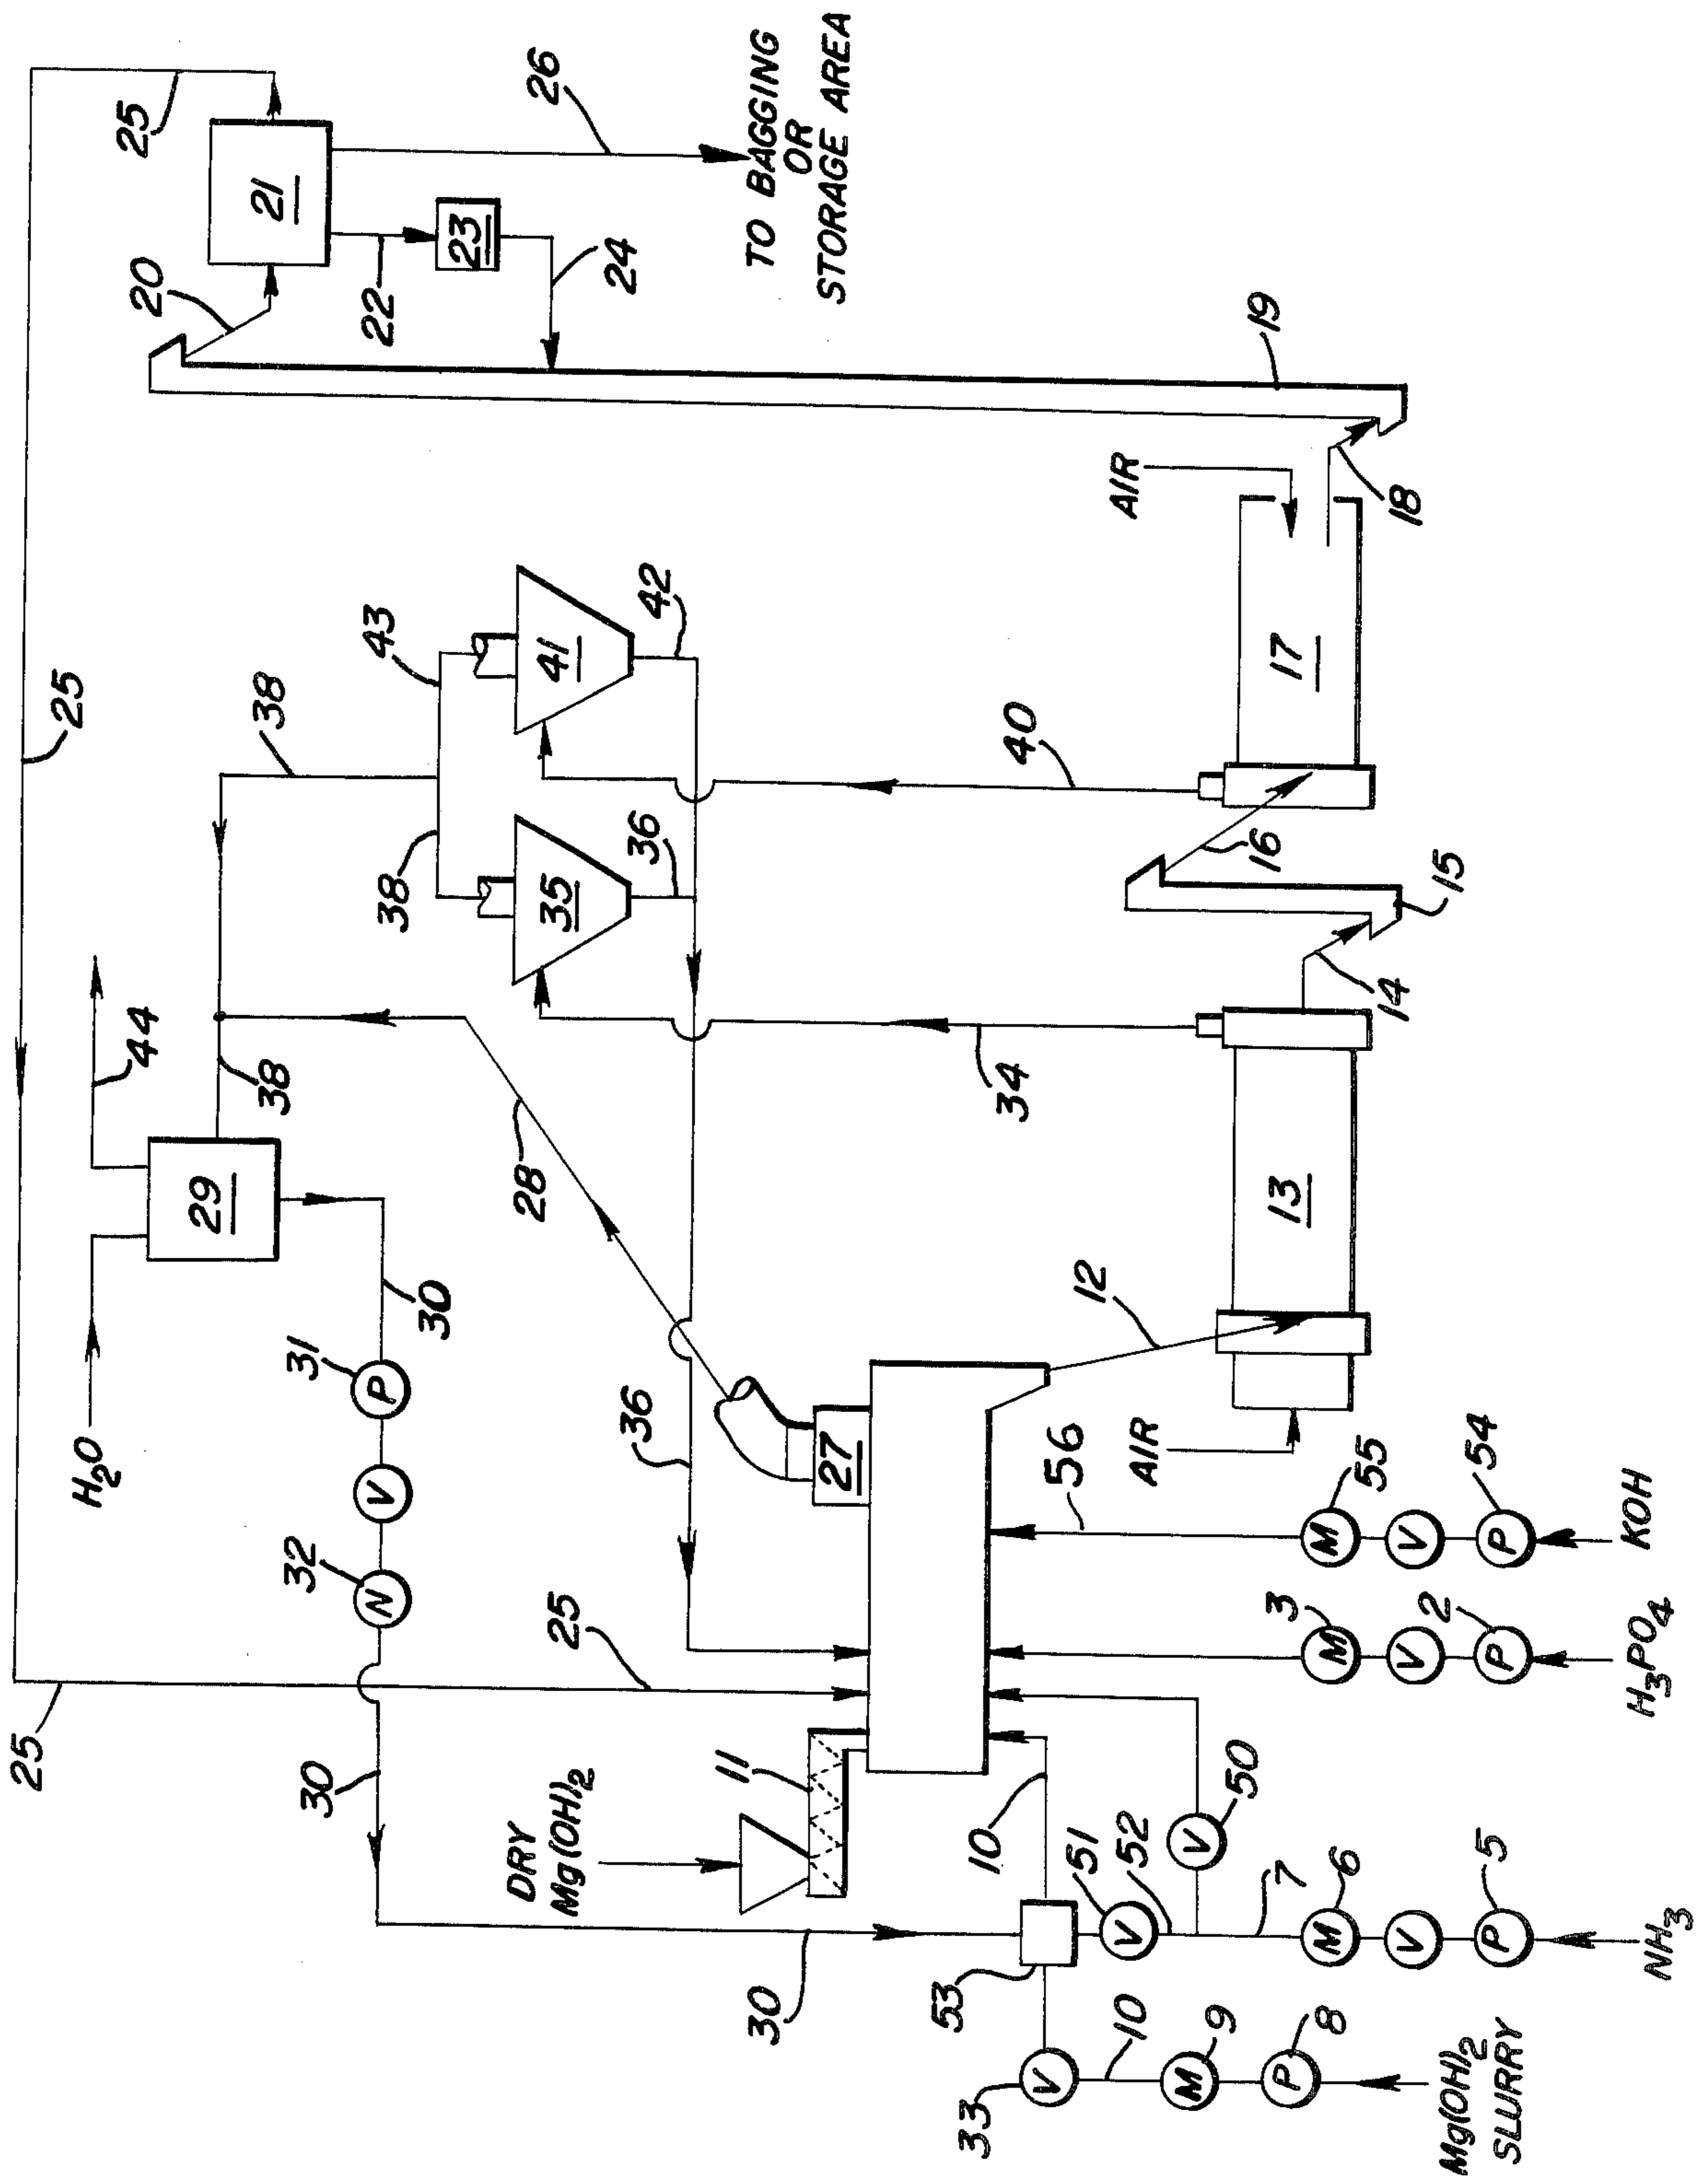 25
25
H2O
44
25
20
29
38
38
21
32
31
30
N
V
P
30
43
22
38
23
DRY
Mg(OH)2
28
35
41
26
25
24
36
36
42
11
30
27
TO BAGGING
OR
STORAGE AREA
53
33
V
10
10
34
40
51
V
12
52
56
AIR
AIR
10
M
V
50
9
7
16
19
P
8
13
17
M
6
3
M
M
55
14
18
V
V
V
15
Mg(OH)2
SLURRY
5
P
2
P
P
54
NH3
H3PO4
KOH